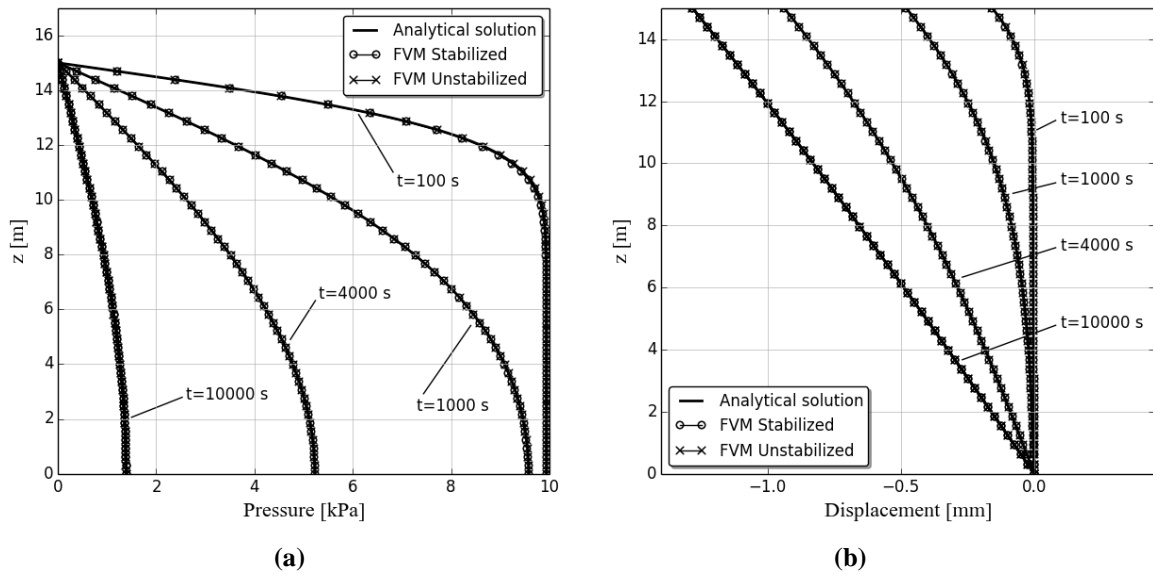 Analytical solution
FVM Stabilized
FVM Unstabilized
16
14
12
10
8
6
4
2
0
z [m]
t=100 s
t=4000 s
t=1000 s
t=10000 s
0 2 4 6 8 10
Pressure [kPa]
(a)
14
12
10
8
6
4
2
0
z [m]
t=100 s
t=1000 s
t=4000 s
t=10000 s
Analytical solution
FVM Stabilized
FVM Unstabilized
−1.0 −0.5 0.0
Displacement [mm]
(b)